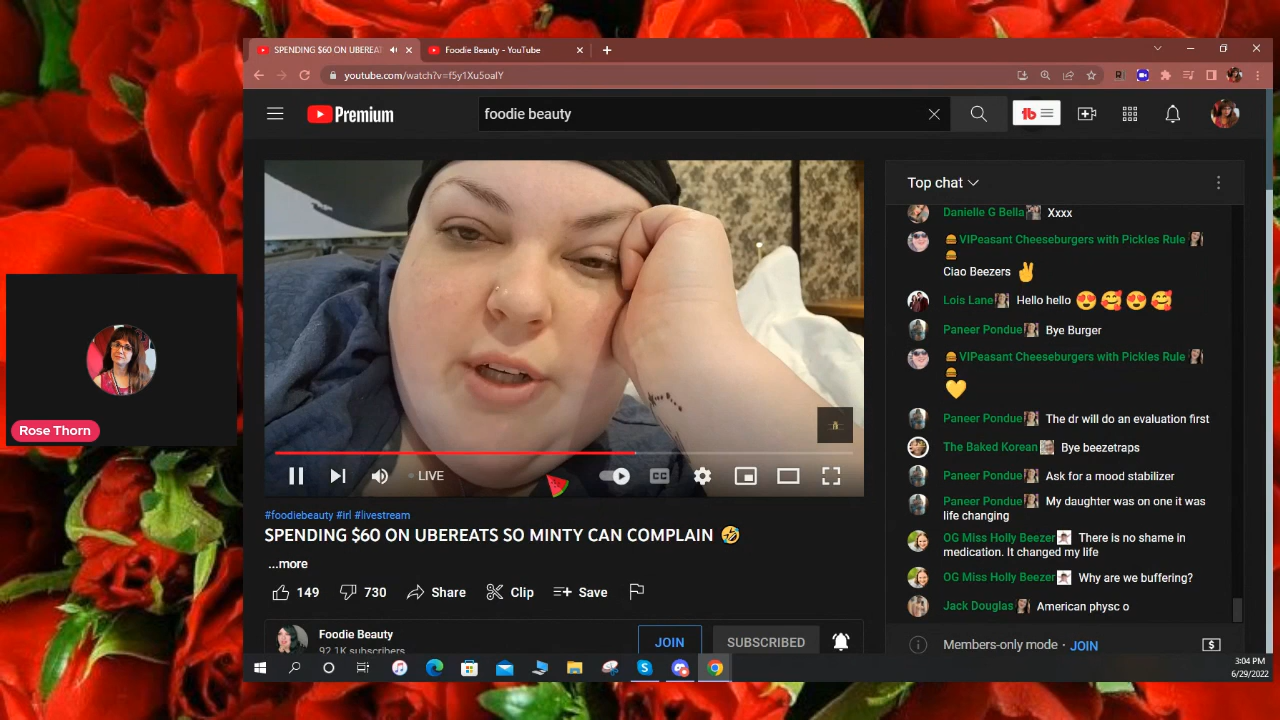 SPENDING $60 ON UBEREAT
Foodie Beauty - YouTube
youtube.com/watch?v=f5y1Xu5oaIY
Premium
foodie beauty
Top chat
Danielle G Bella Xxxx
VIPeasant Cheeseburgers with Pickles Rule
Ciao Beezers
Lois Lane Hello hello
Paneer Pondue Bye Burger
VIPeasant Cheeseburgers with Pickles Rule
Paneer Pondue The dr will do an evaluation first
The Baked Korean Bye beezetraps
Paneer Pondue Ask for a mood stabilizer
Paneer Pondue My daughter was on one it was
life changing
OG Miss Holly Beezer There is no shame in
medication. It changed my life
OG Miss Holly Beezer Why are we buffering?
Jack Douglas American physc o
Members-only mode · JOIN
Rose Thorn
LIVE
CC
#foodiebeauty #irl #livestream
SPENDING $60 ON UBEREATS SO MINTY CAN COMPLAIN 🤣
...more
149 730 Share Clip Save
Foodie Beauty
92.1K subscribers
JOIN SUBSCRIBED
3:04 PM
6/29/2022